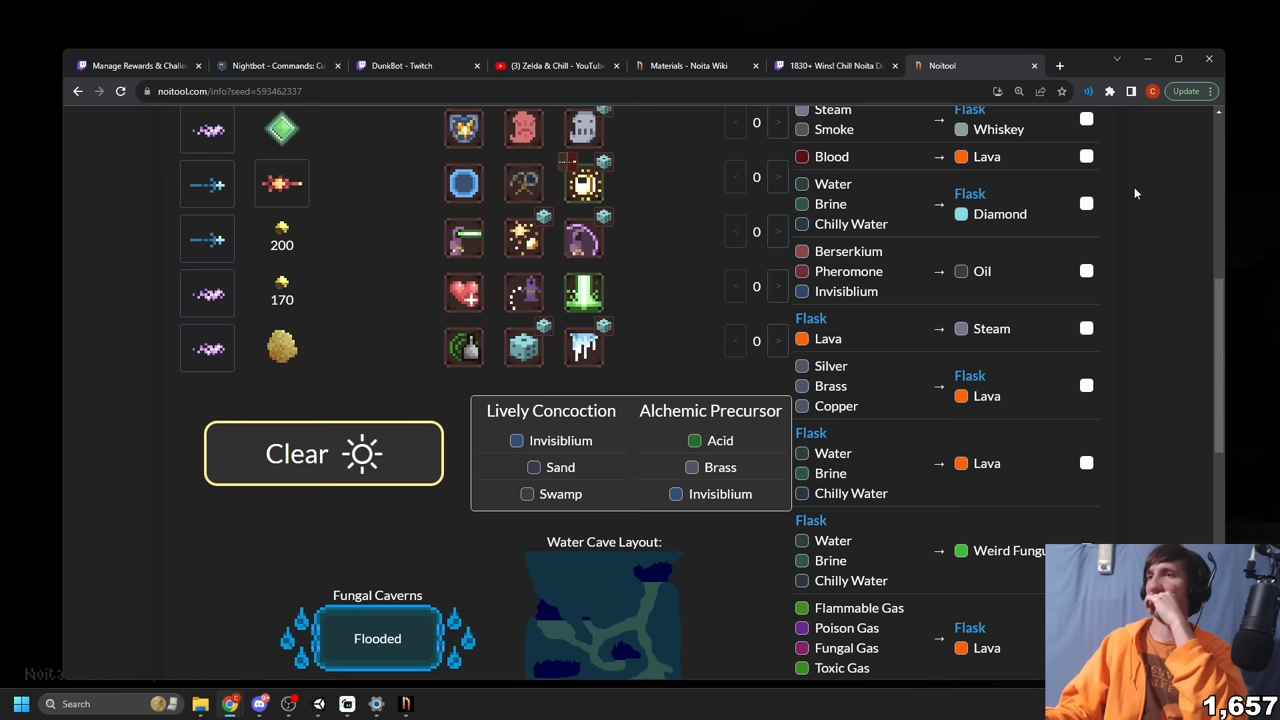 Manage Rewards & Challe
Nightbot - Commands: Cu
DunkBot - Twitch
(3) Zelda & Chill - YouTube
Materials - Noita Wiki
1830+ Wins! Chill Noita D
Noitool
noitool.com/info?seed=593462337
Update
Steam
Smoke
→
Flask
Whiskey
0
Blood
→
Lava
0
Water
Brine
Chilly Water
→
Flask
Diamond
200
0
Berserkium
Pheromone
Invisiblium
→
Oil
170
0
Flask
Lava
→
Steam
0
Silver
Brass
Copper
→
Flask
Lava
Clear
Lively Concoction
Invisiblium
Sand
Swamp
Alchemic Precursor
Acid
Brass
Invisiblium
Flask
Water
Brine
Chilly Water
→
Lava
Flask
Water
Brine
Chilly Water
→
Weird Fungu
Water Cave Layout:
Fungal Caverns
Flooded
Flammable Gas
Poison Gas
Fungal Gas
Toxic Gas
→
Flask
Lava
Noita
Search
1,657